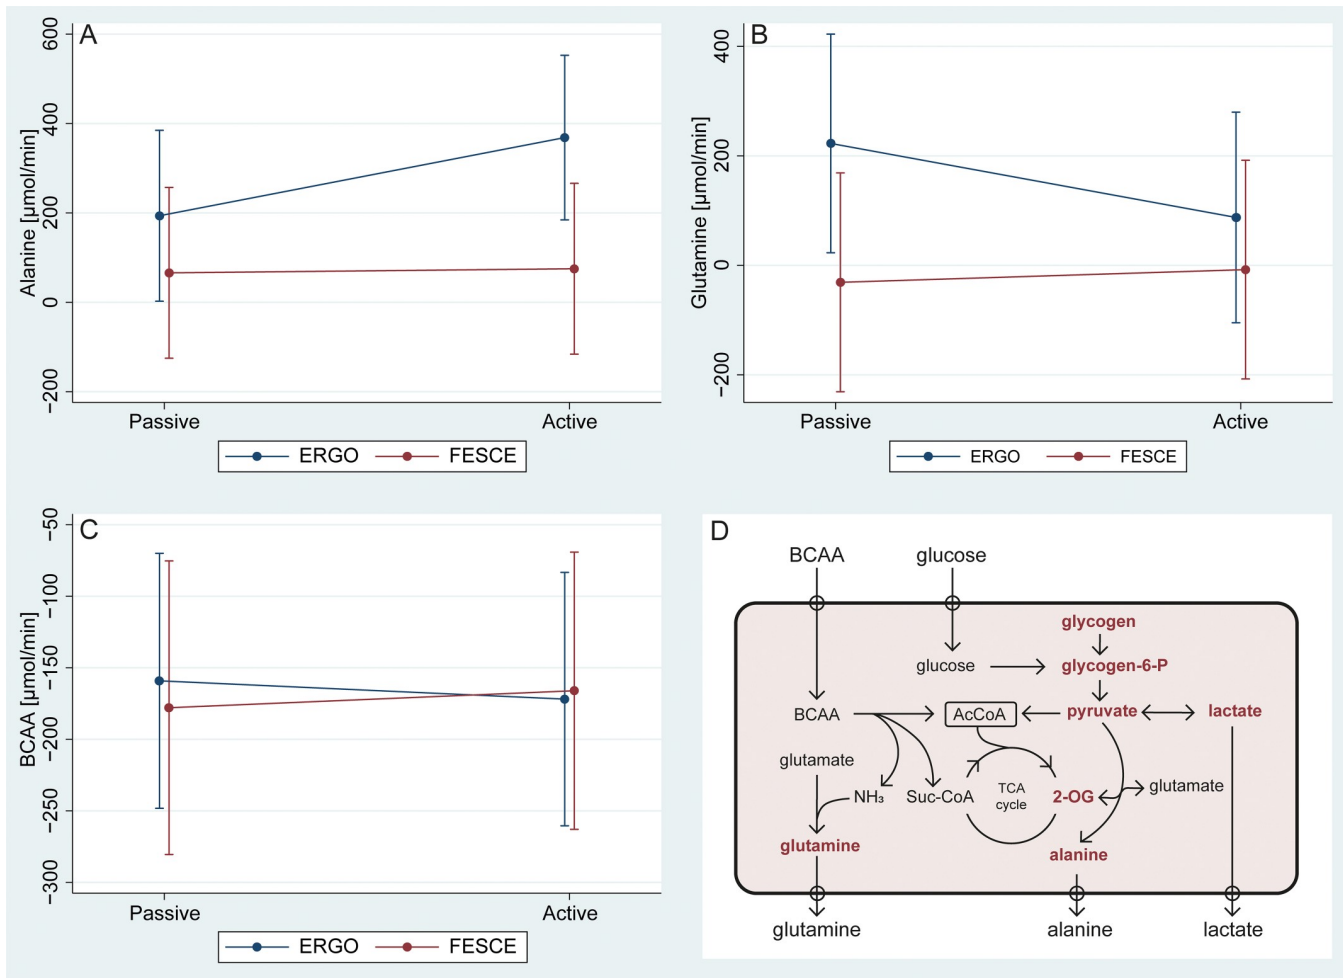 A
Alanine [µmol/min]
600
400
200
0
−200
Passive
Active
ERGO
FESCE
B
Glutamine [µmol/min]
400
200
0
−200
Passive
Active
ERGO
FESCE
C
BCAA [µmol/min]
−50
−100
−150
−200
−250
−300
Passive
Active
ERGO
FESCE
D
BCAA
glucose
glycogen
glucose
glycogen-6-P
BCAA
AcCoA
pyruvate
lactate
glutamate
NH₃
Suc-CoA
TCA
cycle
2-OG
glutamate
glutamine
alanine
glutamine
alanine
lactate